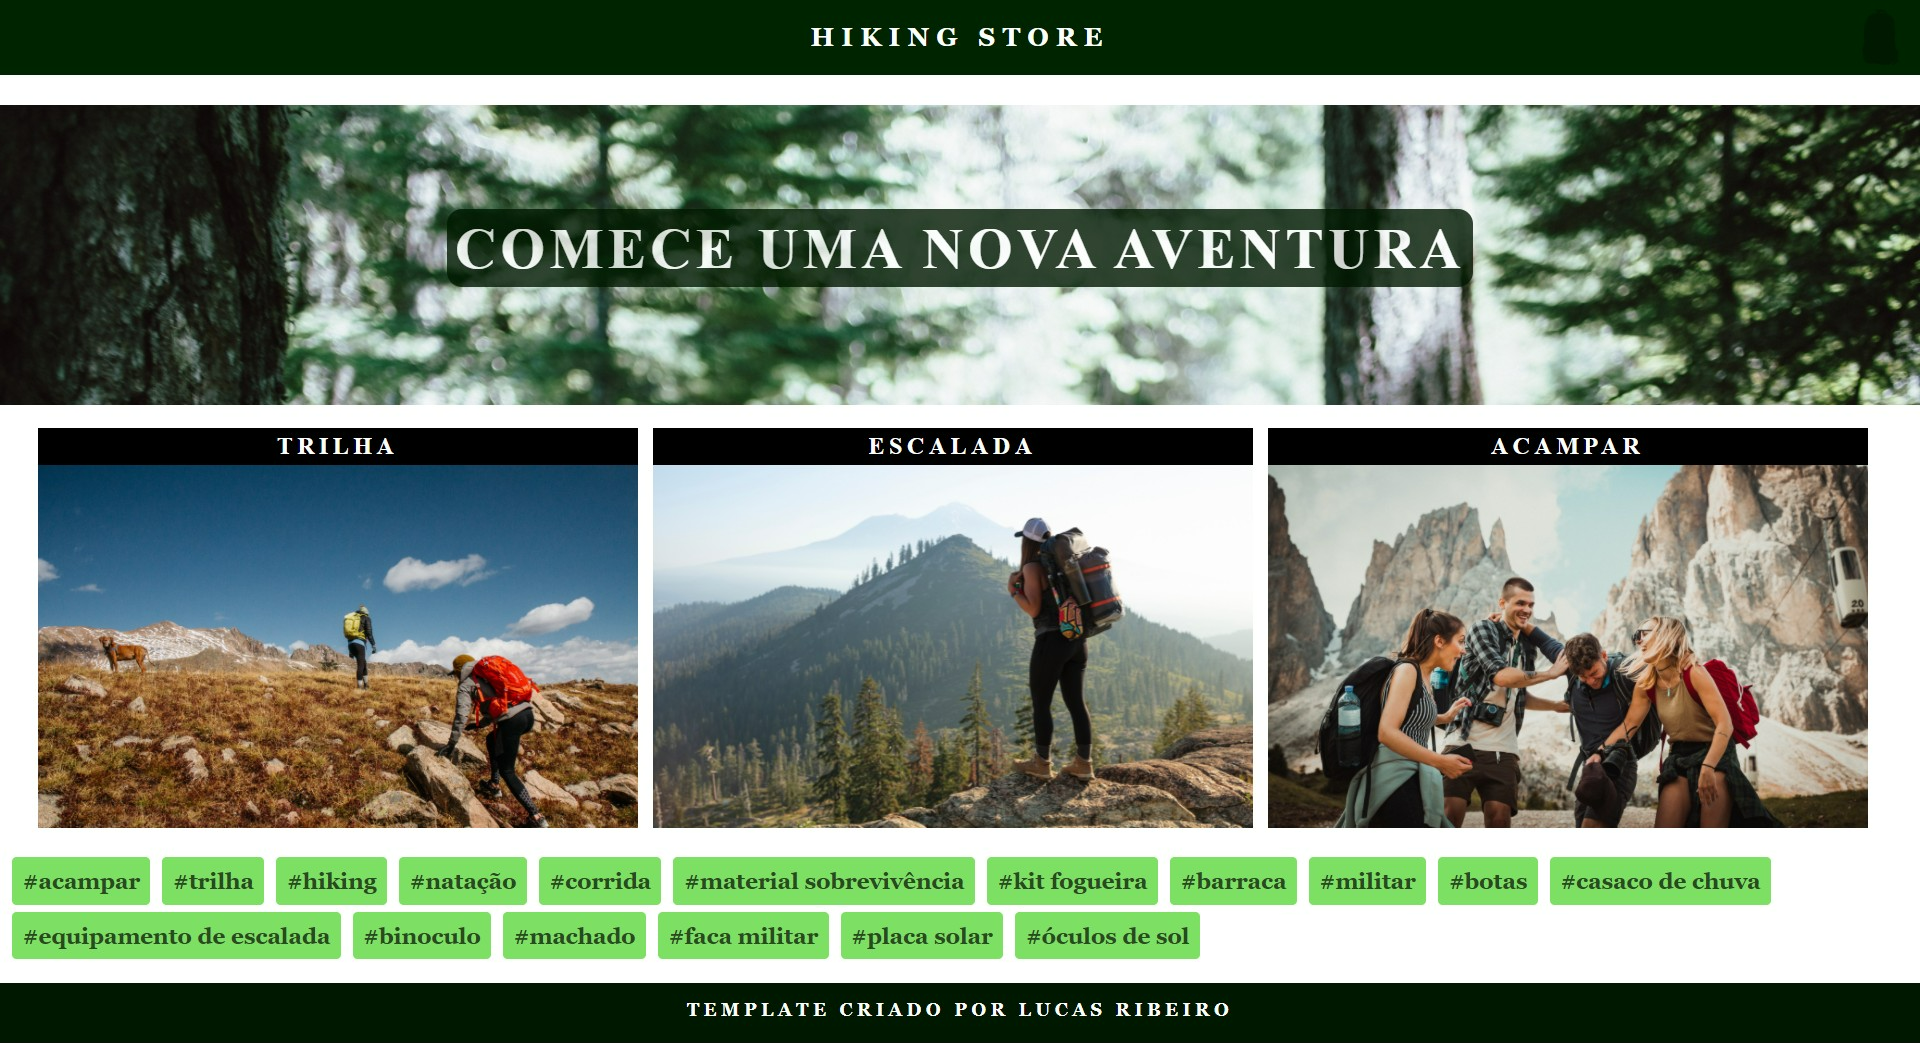 HIKING STORE
COMECE UMA NOVA AVENTURA
TRILHA
ESCALADA
ACAMPAR
20
#acampar #trilha #hiking #natação #corrida #material sobrevivência #kit fogueira #barraca #militar #botas #casaco de chuva
#equipamento de escalada #binoculo #machado #faca militar #placa solar #óculos de sol
TEMPLATE CRIADO POR LUCAS RIBEIRO